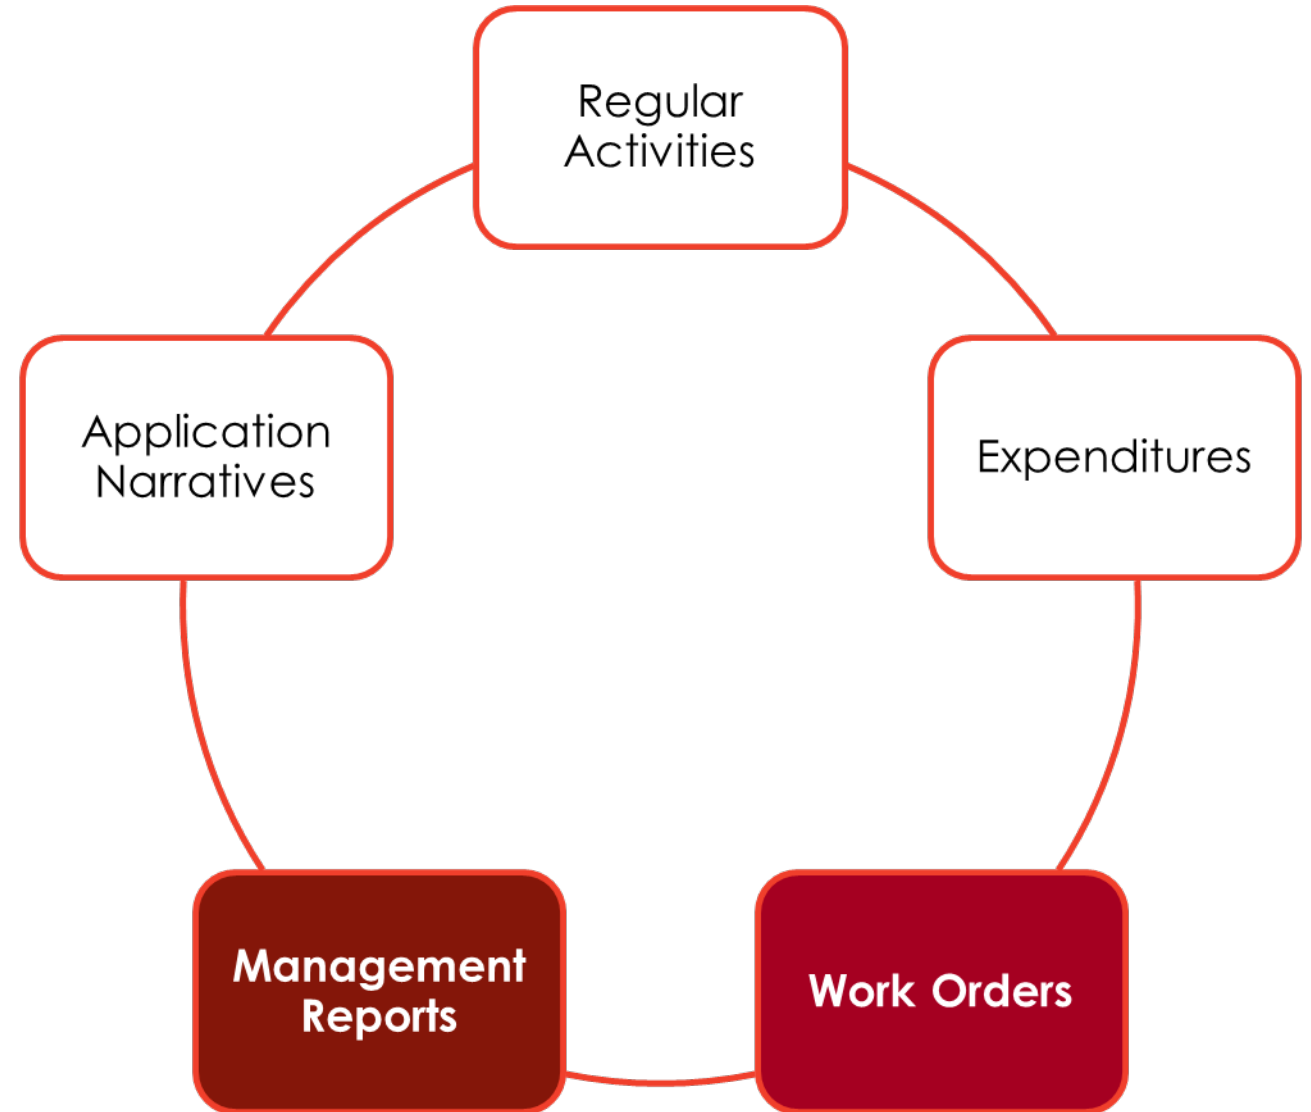 Regular
Activities
Application
Narratives
Expenditures
Management
Reports
Work Orders